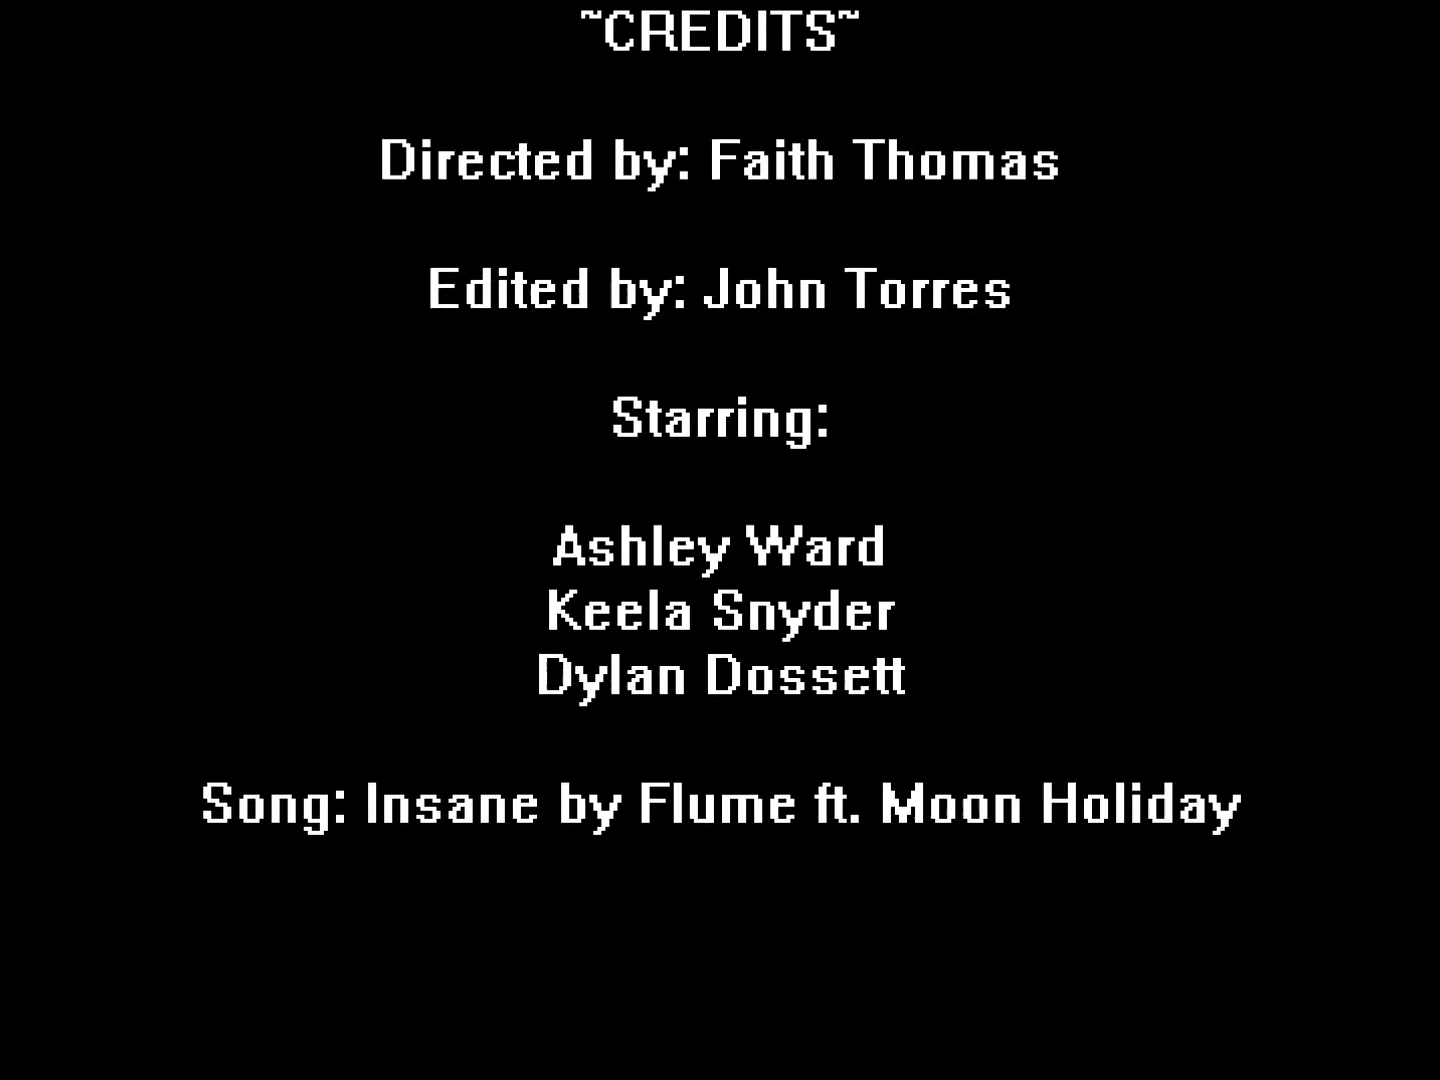 ~CREDITS~
Directed by: Faith Thomas
Edited by: John Torres
Starring:
Ashley Ward
Keela Snyder
Dylan Dossett
Song: Insane by Flume ft. Moon Holiday